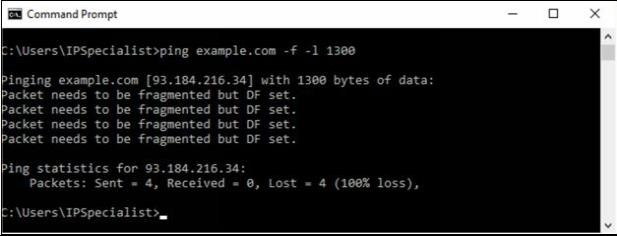 Command Prompt
C:\Users\IPSpecialist>ping example.com -f -l 1300
Pinging example.com [93.184.216.34] with 1300 bytes of data:
Packet needs to be fragmented but DF set.
Packet needs to be fragmented but DF set.
Packet needs to be fragmented but DF set.
Packet needs to be fragmented but DF set.
Ping statistics for 93.184.216.34:
Packets: Sent = 4, Received = 0, Lost = 4 (100% loss),
C:\Users\IPSpecialist>